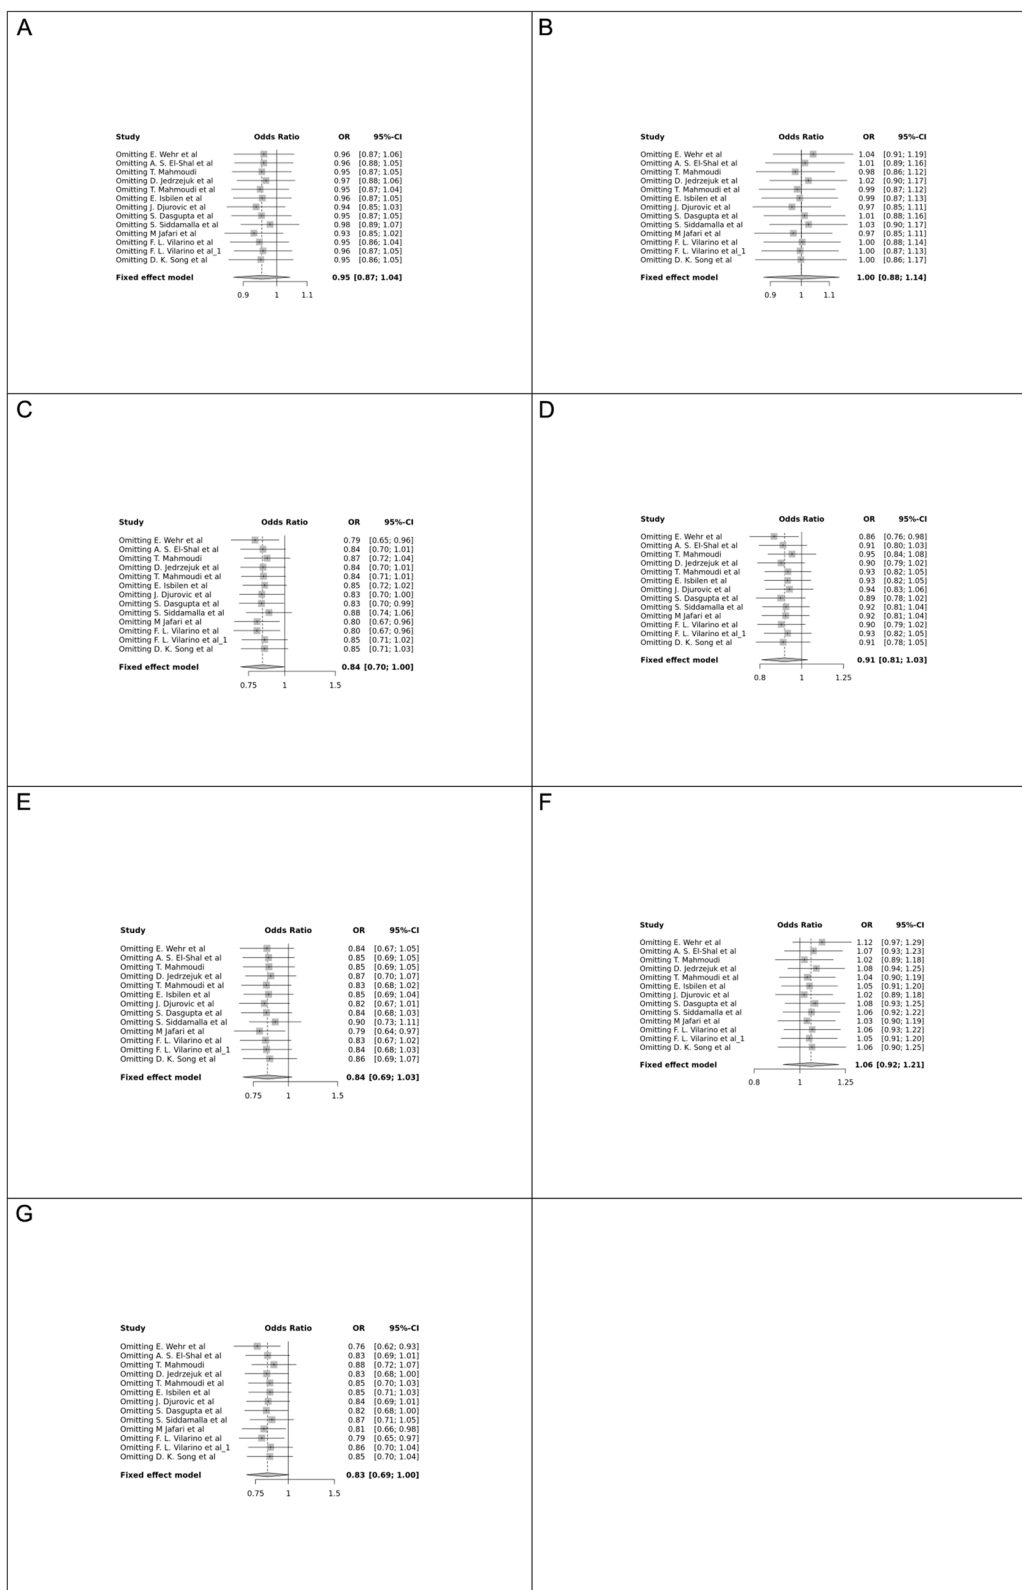 A
Study Odds Ratio OR 95%-CI
Omitting E. Wehr et al 0.96 [0.87; 1.06]
Omitting A. S. El-Shal et al 0.96 [0.88; 1.05]
Omitting T. Mahmoudi 0.95 [0.87; 1.05]
Omitting D. Jedrzejuk et al 0.97 [0.88; 1.06]
Omitting T. Mahmoudi et al 0.95 [0.87; 1.04]
Omitting E. Isbilen et al 0.96 [0.87; 1.05]
Omitting J. Djurovic et al 0.94 [0.85; 1.03]
Omitting S. Dasgupta et al 0.95 [0.87; 1.05]
Omitting S. Siddamalla et al 0.98 [0.89; 1.07]
Omitting M Jafari et al 0.93 [0.85; 1.02]
Omitting F. L. Vilarino et al 0.95 [0.86; 1.04]
Omitting F. L. Vilarino et al_1 0.96 [0.87; 1.05]
Omitting D. K. Song et al 0.95 [0.86; 1.05]
Fixed effect model 0.95 [0.87; 1.04]
0.9 1 1.1
B
Study Odds Ratio OR 95%-CI
Omitting E. Wehr et al 1.04 [0.91; 1.19]
Omitting A. S. El-Shal et al 1.01 [0.89; 1.16]
Omitting T. Mahmoudi 0.98 [0.86; 1.12]
Omitting D. Jedrzejuk et al 1.02 [0.90; 1.17]
Omitting T. Mahmoudi et al 0.99 [0.87; 1.12]
Omitting E. Isbilen et al 0.99 [0.87; 1.13]
Omitting J. Djurovic et al 0.97 [0.85; 1.11]
Omitting S. Dasgupta et al 1.01 [0.88; 1.16]
Omitting S. Siddamalla et al 1.03 [0.90; 1.17]
Omitting M Jafari et al 0.97 [0.85; 1.11]
Omitting F. L. Vilarino et al 1.00 [0.88; 1.14]
Omitting F. L. Vilarino et al_1 1.00 [0.87; 1.13]
Omitting D. K. Song et al 1.00 [0.86; 1.17]
Fixed effect model 1.00 [0.88; 1.14]
0.9 1 1.1
C
Study Odds Ratio OR 95%-CI
Omitting E. Wehr et al 0.79 [0.65; 0.96]
Omitting A. S. El-Shal et al 0.84 [0.70; 1.01]
Omitting T. Mahmoudi 0.87 [0.72; 1.04]
Omitting D. Jedrzejuk et al 0.84 [0.70; 1.01]
Omitting T. Mahmoudi et al 0.84 [0.71; 1.01]
Omitting E. Isbilen et al 0.85 [0.72; 1.02]
Omitting J. Djurovic et al 0.83 [0.70; 1.00]
Omitting S. Dasgupta et al 0.83 [0.70; 0.99]
Omitting S. Siddamalla et al 0.88 [0.74; 1.06]
Omitting M Jafari et al 0.80 [0.67; 0.96]
Omitting F. L. Vilarino et al 0.80 [0.67; 0.96]
Omitting F. L. Vilarino et al_1 0.85 [0.71; 1.02]
Omitting D. K. Song et al 0.85 [0.71; 1.03]
Fixed effect model 0.84 [0.70; 1.00]
0.75 1 1.5
D
Study Odds Ratio OR 95%-CI
Omitting E. Wehr et al 0.86 [0.76; 0.98]
Omitting A. S. El-Shal et al 0.91 [0.80; 1.03]
Omitting T. Mahmoudi 0.95 [0.84; 1.08]
Omitting D. Jedrzejuk et al 0.90 [0.79; 1.02]
Omitting T. Mahmoudi et al 0.93 [0.82; 1.05]
Omitting E. Isbilen et al 0.93 [0.82; 1.05]
Omitting J. Djurovic et al 0.94 [0.83; 1.06]
Omitting S. Dasgupta et al 0.89 [0.78; 1.02]
Omitting S. Siddamalla et al 0.92 [0.81; 1.04]
Omitting M Jafari et al 0.92 [0.81; 1.04]
Omitting F. L. Vilarino et al 0.90 [0.79; 1.02]
Omitting F. L. Vilarino et al_1 0.93 [0.82; 1.05]
Omitting D. K. Song et al 0.91 [0.78; 1.05]
Fixed effect model 0.91 [0.81; 1.03]
0.8 1 1.25
E
Study Odds Ratio OR 95%-CI
Omitting E. Wehr et al 0.84 [0.67; 1.05]
Omitting A. S. El-Shal et al 0.85 [0.69; 1.05]
Omitting T. Mahmoudi 0.85 [0.69; 1.05]
Omitting D. Jedrzejuk et al 0.87 [0.70; 1.07]
Omitting T. Mahmoudi et al 0.83 [0.68; 1.02]
Omitting E. Isbilen et al 0.85 [0.69; 1.04]
Omitting J. Djurovic et al 0.82 [0.67; 1.01]
Omitting S. Dasgupta et al 0.84 [0.68; 1.03]
Omitting S. Siddamalla et al 0.90 [0.73; 1.11]
Omitting M Jafari et al 0.79 [0.64; 0.97]
Omitting F. L. Vilarino et al 0.83 [0.67; 1.02]
Omitting F. L. Vilarino et al_1 0.84 [0.68; 1.03]
Omitting D. K. Song et al 0.86 [0.69; 1.07]
Fixed effect model 0.84 [0.69; 1.03]
0.75 1 1.5
F
Study Odds Ratio OR 95%-CI
Omitting E. Wehr et al 1.12 [0.97; 1.29]
Omitting A. S. El-Shal et al 1.07 [0.93; 1.23]
Omitting T. Mahmoudi 1.02 [0.89; 1.18]
Omitting D. Jedrzejuk et al 1.08 [0.94; 1.25]
Omitting T. Mahmoudi et al 1.04 [0.90; 1.19]
Omitting E. Isbilen et al 1.05 [0.91; 1.20]
Omitting J. Djurovic et al 1.02 [0.89; 1.18]
Omitting S. Dasgupta et al 1.08 [0.93; 1.25]
Omitting S. Siddamalla et al 1.06 [0.92; 1.22]
Omitting M Jafari et al 1.03 [0.90; 1.19]
Omitting F. L. Vilarino et al 1.06 [0.93; 1.22]
Omitting F. L. Vilarino et al_1 1.05 [0.91; 1.20]
Omitting D. K. Song et al 1.06 [0.90; 1.25]
Fixed effect model 1.06 [0.92; 1.21]
0.8 1 1.25
G
Study Odds Ratio OR 95%-CI
Omitting E. Wehr et al 0.76 [0.62; 0.93]
Omitting A. S. El-Shal et al 0.83 [0.69; 1.01]
Omitting T. Mahmoudi 0.88 [0.72; 1.07]
Omitting D. Jedrzejuk et al 0.83 [0.68; 1.00]
Omitting T. Mahmoudi et al 0.85 [0.70; 1.03]
Omitting E. Isbilen et al 0.85 [0.71; 1.03]
Omitting J. Djurovic et al 0.84 [0.69; 1.01]
Omitting S. Dasgupta et al 0.82 [0.68; 1.00]
Omitting S. Siddamalla et al 0.87 [0.71; 1.05]
Omitting M Jafari et al 0.81 [0.66; 0.98]
Omitting F. L. Vilarino et al 0.79 [0.65; 0.97]
Omitting F. L. Vilarino et al_1 0.86 [0.70; 1.04]
Omitting D. K. Song et al 0.85 [0.70; 1.04]
Fixed effect model 0.83 [0.69; 1.00]
0.75 1 1.5